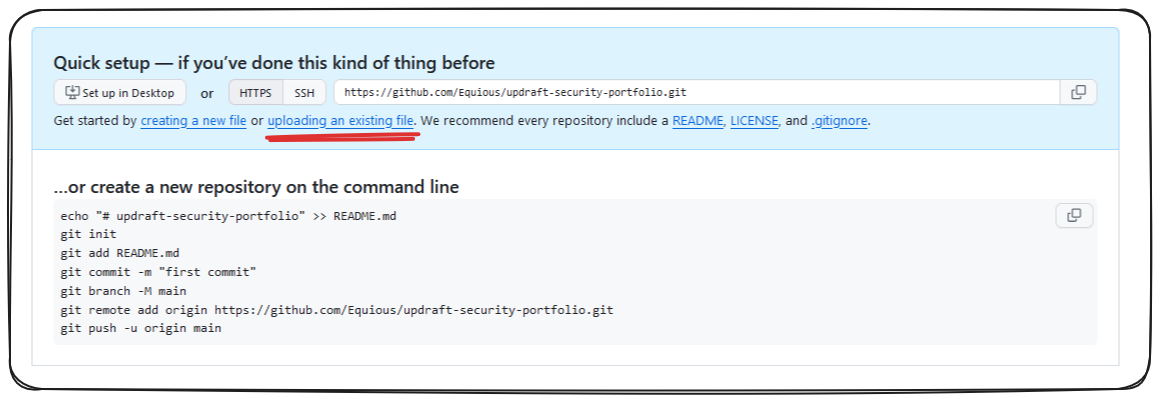 Quick setup — if you've done this kind of thing before
Set up in Desktop or HTTPS SSH https://github.com/Equious/updraft-security-portfolio.git
Get started by creating a new file or uploading an existing file. We recommend every repository include a README, LICENSE, and .gitignore.
...or create a new repository on the command line
echo "# updraft-security-portfolio" >> README.md
git init
git add README.md
git commit -m "first commit"
git branch -M main
git remote add origin https://github.com/Equious/updraft-security-portfolio.git
git push -u origin main